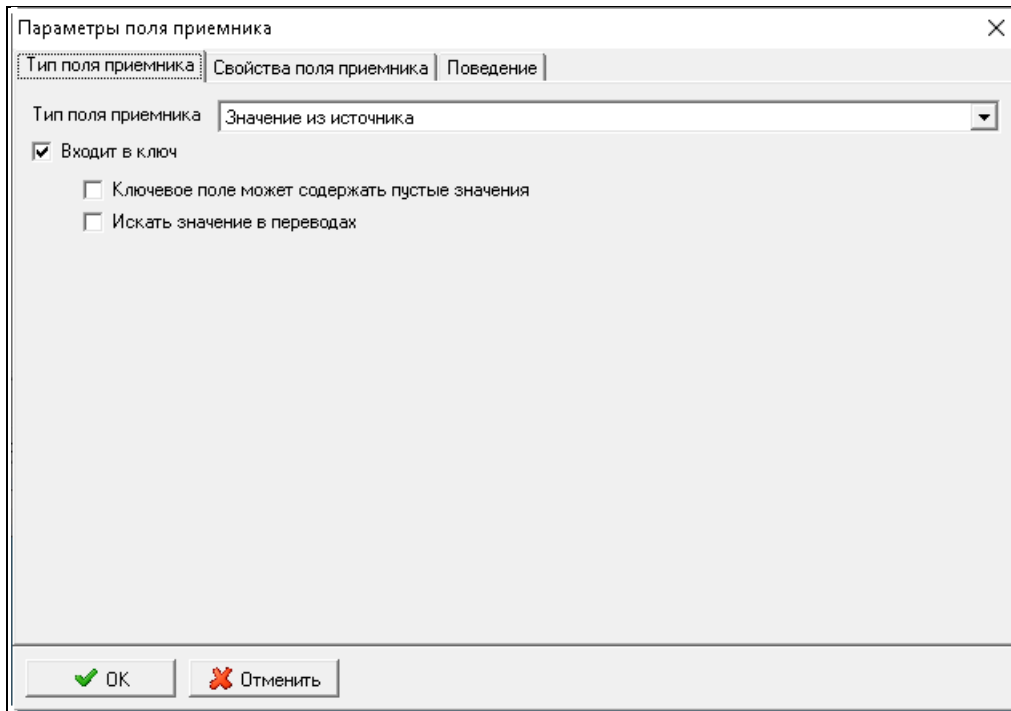 Параметры поля приемника
Тип поля приемника Свойства поля приемника Поведение
Тип поля приемника Значение из источника
Входит в ключ
Ключевое поле может содержать пустые значения
Искать значение в переводах
OK Отменить